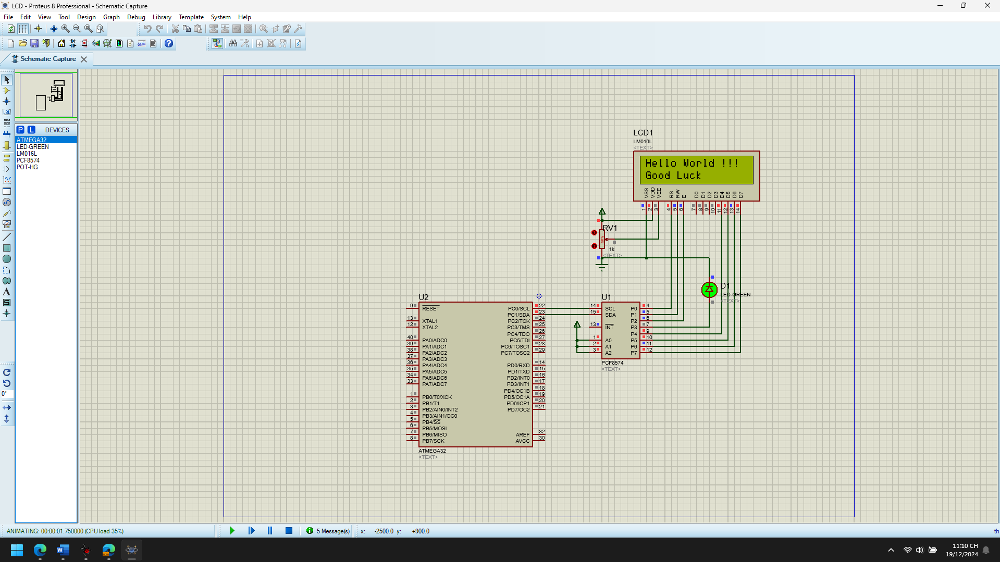 LCD - Proteus 8 Professional - Schematic Capture
File Edit View Tool Design Graph Debug Library Template System Help
Schematic Capture
P L DEVICES
ATMEGA32
LED-GREEN
LM016L
PCF8574
POT-HG
LBL
A
S
0°
LCD1
LM016L
<TEXT>
Hello World !!!
Good Luck
VSS VDD VEE RS RW E D0 D1 D2 D3 D4 D5 D6 D7
1 2 3 4 5 6 7 8 9 10 11 12 13 14
RV1
50%
1k
<TEXT>
D1
LED-GREEN
<TEXT>
U2
9 RESET
13 XTAL1
12 XTAL2
40 PA0/ADC0
39 PA1/ADC1
38 PA2/ADC2
37 PA3/ADC3
36 PA4/ADC4
35 PA5/ADC5
34 PA6/ADC6
33 PA7/ADC7
1 PB0/T0/XCK
2 PB1/T1
3 PB2/AIN0/INT2
4 PB3/AIN1/OC0
5 PB4/SS
6 PB5/MOSI
7 PB6/MISO
8 PB7/SCK
PC0/SCL 22
PC1/SDA 23
PC2/TCK 24
PC3/TMS 25
PC4/TDO 26
PC5/TDI 27
PC6/TOSC1 28
PC7/TOSC2 29
PD0/RXD 14
PD1/TXD 15
PD2/INT0 16
PD3/INT1 17
PD4/OC1B 18
PD5/OC1A 19
PD6/ICP1 20
PD7/OC2 21
AREF 32
AVCC 30
ATMEGA32
<TEXT>
U1
14 SCL P0 4
15 SDA P1 5
P2 6
13 INT P3 7
P4 9
1 A0 P5 10
2 A1 P6 11
3 A2 P7 12
PCF8574
<TEXT>
ANIMATING: 00:00:01.750000 (CPU load 35%) 5 Message(s) x: -2500.0 y: +900.0 th
11:10 CH
19/12/2024